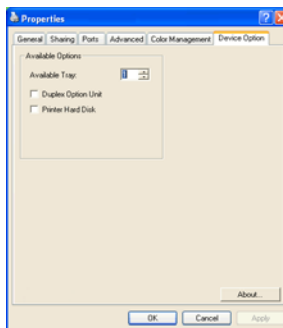 Properties
General Sharing Ports Advanced Color Management Device Option
Available Options
Available Tray: 1
Duplex Option Unit
Printer Hard Disk
About...
OK Cancel Apply